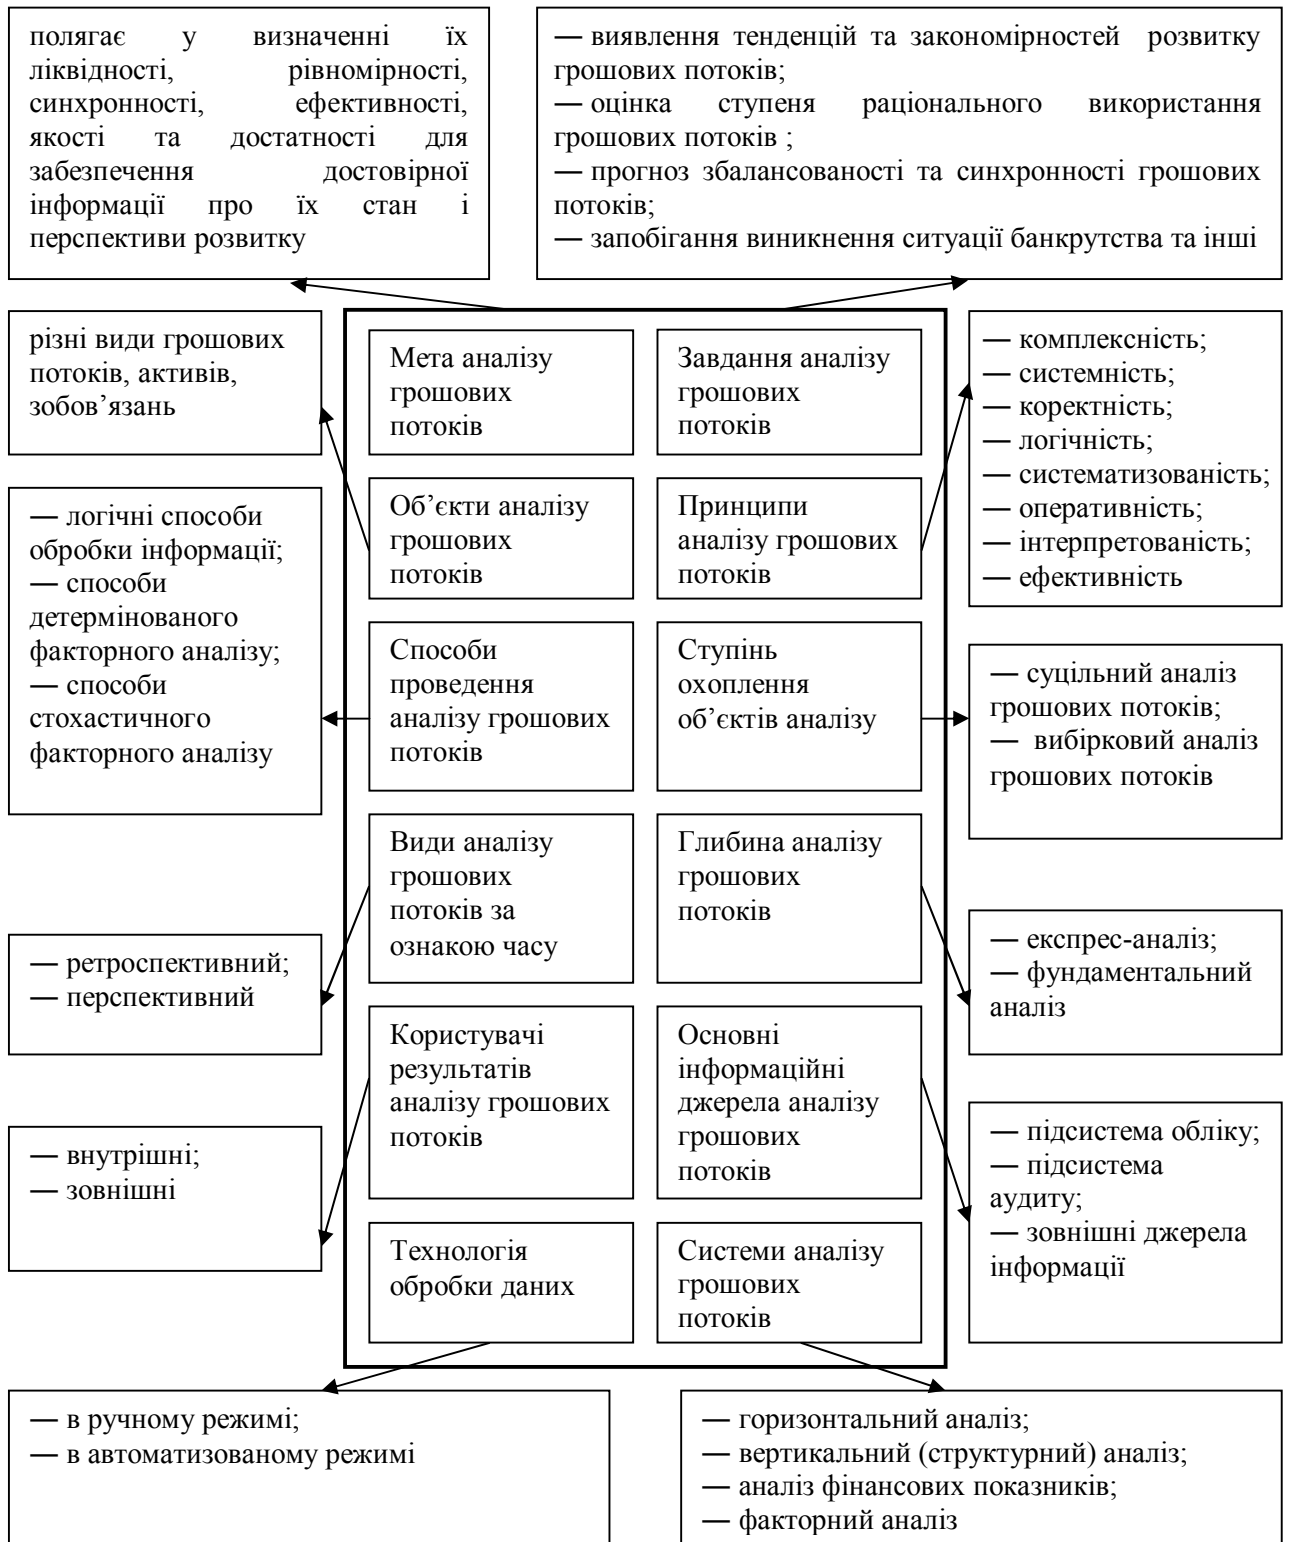 полягає у визначенні їх
ліквідності, рівномірності,
синхронності, ефективності,
якості та достатності для
забезпечення достовірної
інформації про їх стан і
перспективи розвитку
— виявлення тенденцій та закономірностей розвитку
грошових потоків;
— оцінка ступеня раціонального використання
грошових потоків ;
— прогноз збалансованості та синхронності грошових
потоків;
— запобігання виникнення ситуації банкрутства та інші
різні види грошових
потоків, активів,
зобов’язань
Мета аналізу
грошових
потоків
Завдання аналізу
грошових
потоків
— комплексність;
— системність;
— коректність;
— логічність;
— систематизованість;
— оперативність;
— інтерпретованість;
— ефективність
— логічні способи
обробки інформації;
— способи
детермінованого
факторного аналізу;
— способи
стохастичного
факторного аналізу
Об’єкти аналізу
грошових
потоків
Принципи
аналізу грошових
потоків
Способи
проведення
аналізу грошових
потоків
Ступінь
охоплення
об’єктів аналізу
— суцільний аналіз
грошових потоків;
— вибірковий аналіз
грошових потоків
Види аналізу
грошових
потоків за
ознакою часу
Глибина аналізу
грошових
потоків
— ретроспективний;
— перспективний
— експрес-аналіз;
— фундаментальний
аналіз
Користувачі
результатів
аналізу грошових
потоків
Основні
інформаційні
джерела аналізу
грошових
потоків
— внутрішні;
— зовнішні
— підсистема обліку;
— підсистема
аудиту;
— зовнішні джерела
інформації
Технологія
обробки даних
Системи аналізу
грошових
потоків
— в ручному режимі;
— в автоматизованому режимі
— горизонтальний аналіз;
— вертикальний (структурний) аналіз;
— аналіз фінансових показників;
— факторний аналіз